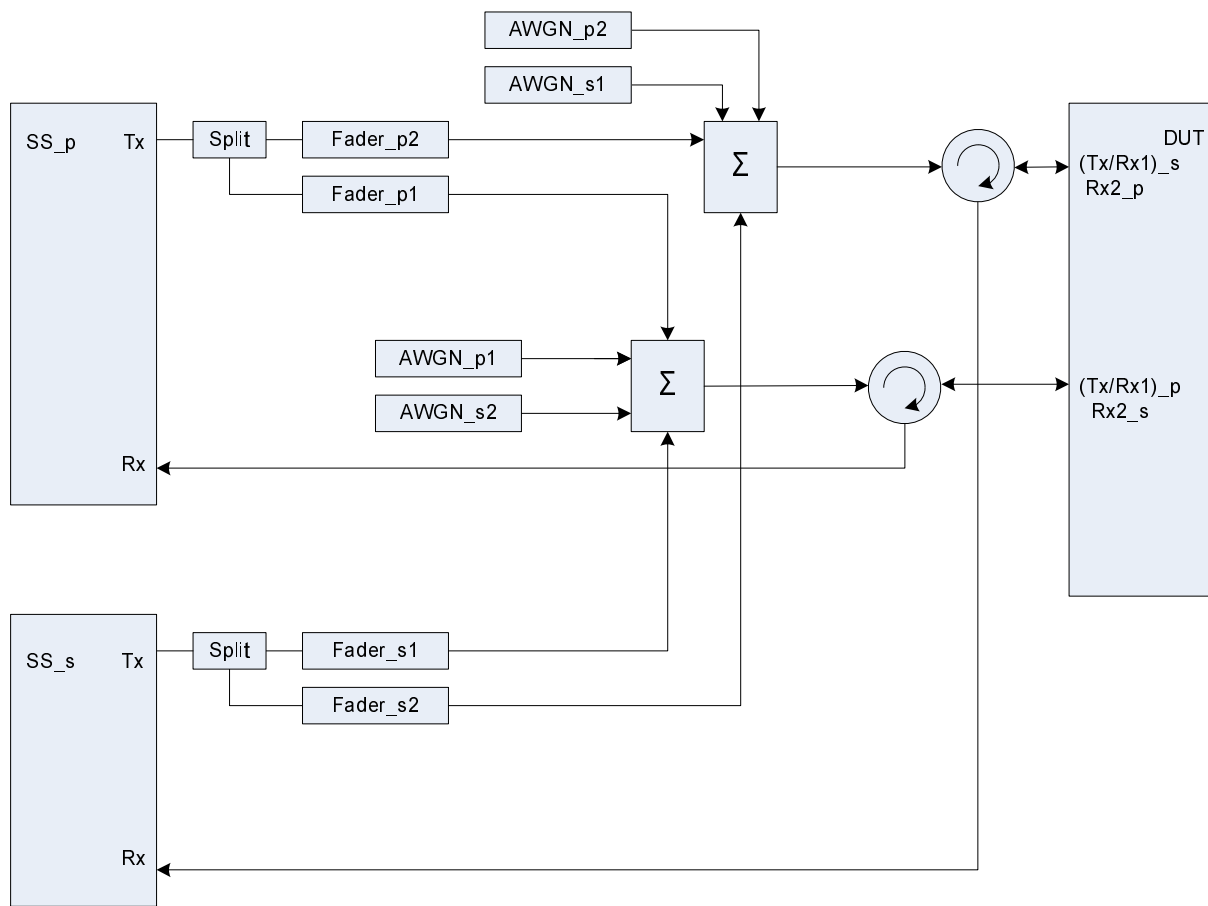 AWGN_p2
AWGN_s1
SS_p
Tx
Split
Fader_p2
Fader_p1
Σ
DUT
(Tx/Rx1)_s
Rx2_p
AWGN_p1
AWGN_s2
Σ
(Tx/Rx1)_p
Rx2_s
Rx
SS_s
Tx
Split
Fader_s1
Fader_s2
Rx